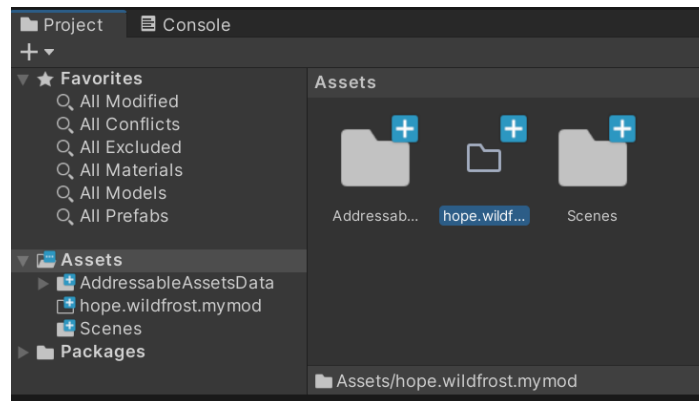 Project
Console
Favorites
All Modified
All Conflicts
All Excluded
All Materials
All Models
All Prefabs
Assets
AddressableAssetsData
hope.wildfrost.mymod
Scenes
Packages
Assets
Addressab...
hope.wildf...
Scenes
Assets/hope.wildfrost.mymod